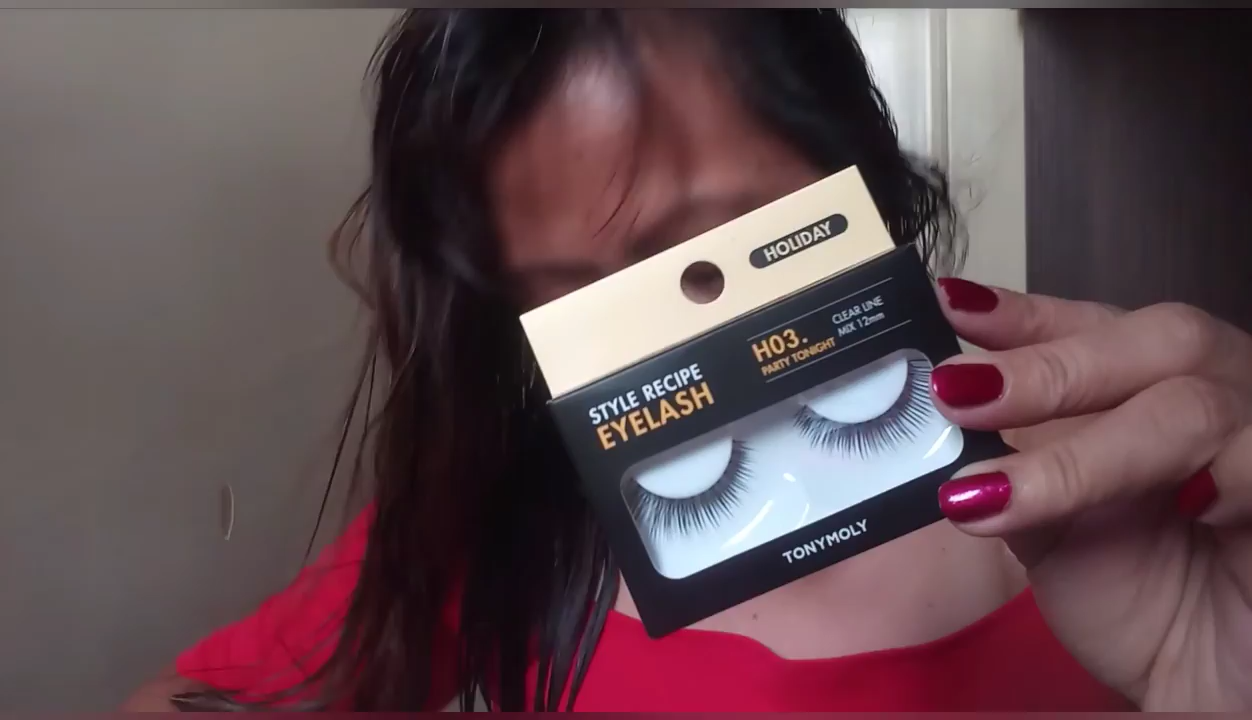 HOLIDAY
STYLE RECIPE
EYELASH
H03.
PARTY TONIGHT
CLEAR LINE
MIX 12mm
TONYMOLY